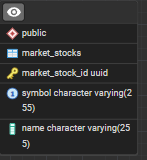 public
market_stocks
market_stock_id uuid
symbol character varying(2
55)
name character varying(25
5)